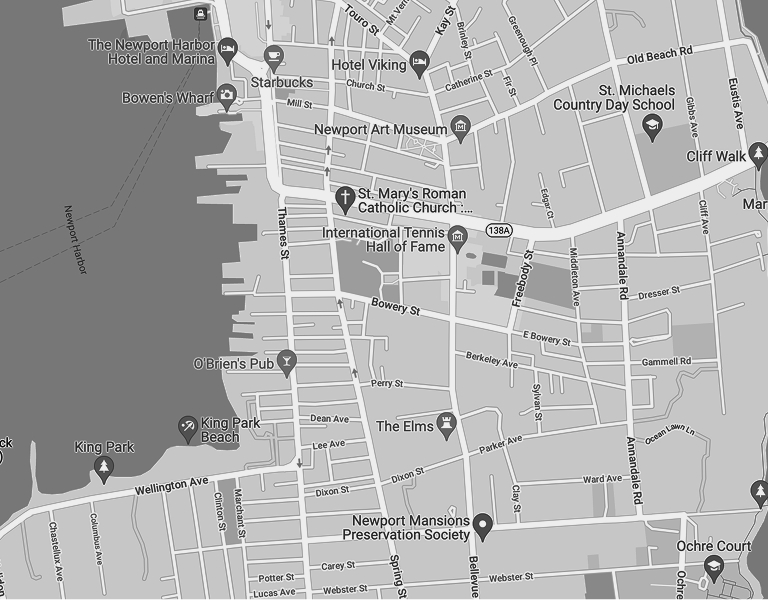 Touro St
Mt Vern
Kay St
Brinley St
Greenough Pl
The Newport Harbor
Hotel and Marina
Starbucks
Hotel Viking
Old Beach Rd
Catherine St
Fir St
Church St
Bowen's Wharf
Mill St
St. Michaels
Country Day School
Gibbs Ave
Eustis Ave
Newport Art Museum
Cliff Walk
St. Mary's Roman
Catholic Church :...
Edgar Ct
Cliff Ave
Mar
Newport Harbor
Thames St
International Tennis
Hall of Fame
138A
Freebody St
Middleton Ave
Annandale Rd
Dresser St
Bowery St
E Bowery St
Berkeley Ave
Gammell Rd
O'Brien's Pub
Perry St
Sylvan St
Dean Ave
The Elms
King Park
Beach
ck
)
King Park
Lee Ave
Parker Ave
Ocean Lawn Ln
Annandale Rd
Wellington Ave
Dixon St
Dixon St
Ward Ave
Clinton St
Marchant St
Clay St
Chastellux Ave
Columbus Ave
Newport Mansions
Preservation Society
Ochre Court
Spring St
Bellevue
Carey St
Potter St
Webster St
Lucas Ave
Webster St
Ochre